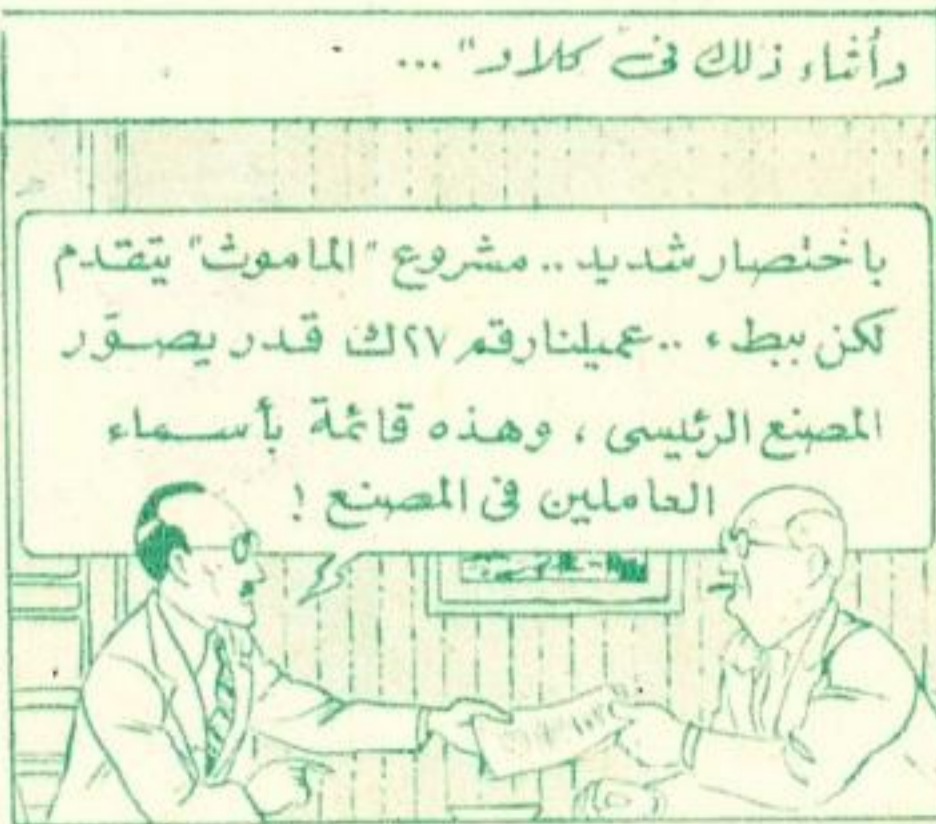 وأثناء ذلك فى كلاو"...
باختصار شديد .. مشروع "الماموث" يتقدم
لكن ببطء .. عميلنا رقم ٢٧ك قدر يصوّر
المصنع الرئيسى ، وهذه قائمة بأسماء
العاملين فى المصنع !